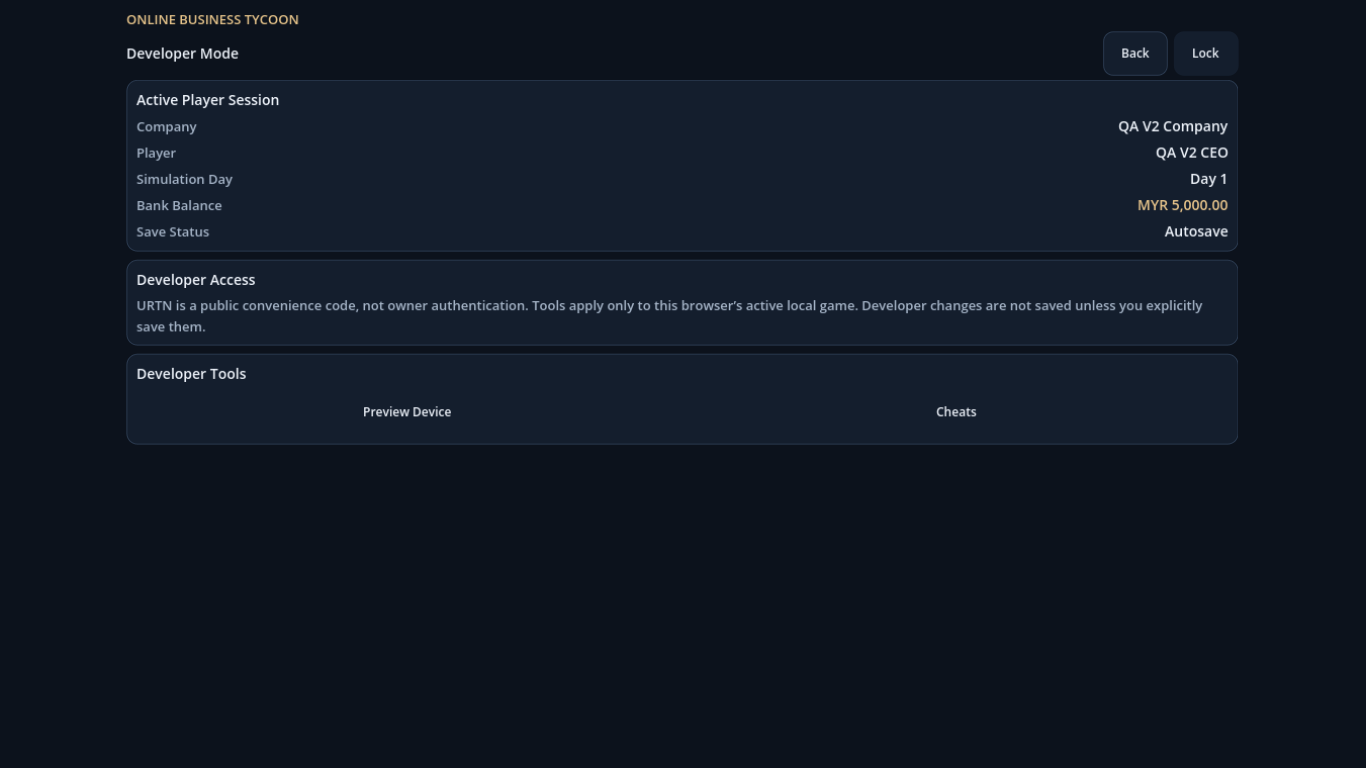 ONLINE BUSINESS TYCOON
Developer Mode
Back
Lock
Active Player Session
Company QA V2 Company
Player QA V2 CEO
Simulation Day Day 1
Bank Balance MYR 5,000.00
Save Status Autosave
Developer Access
URTN is a public convenience code, not owner authentication. Tools apply only to this browser's active local game. Developer changes are not saved unless you explicitly
save them.
Developer Tools
Preview Device
Cheats